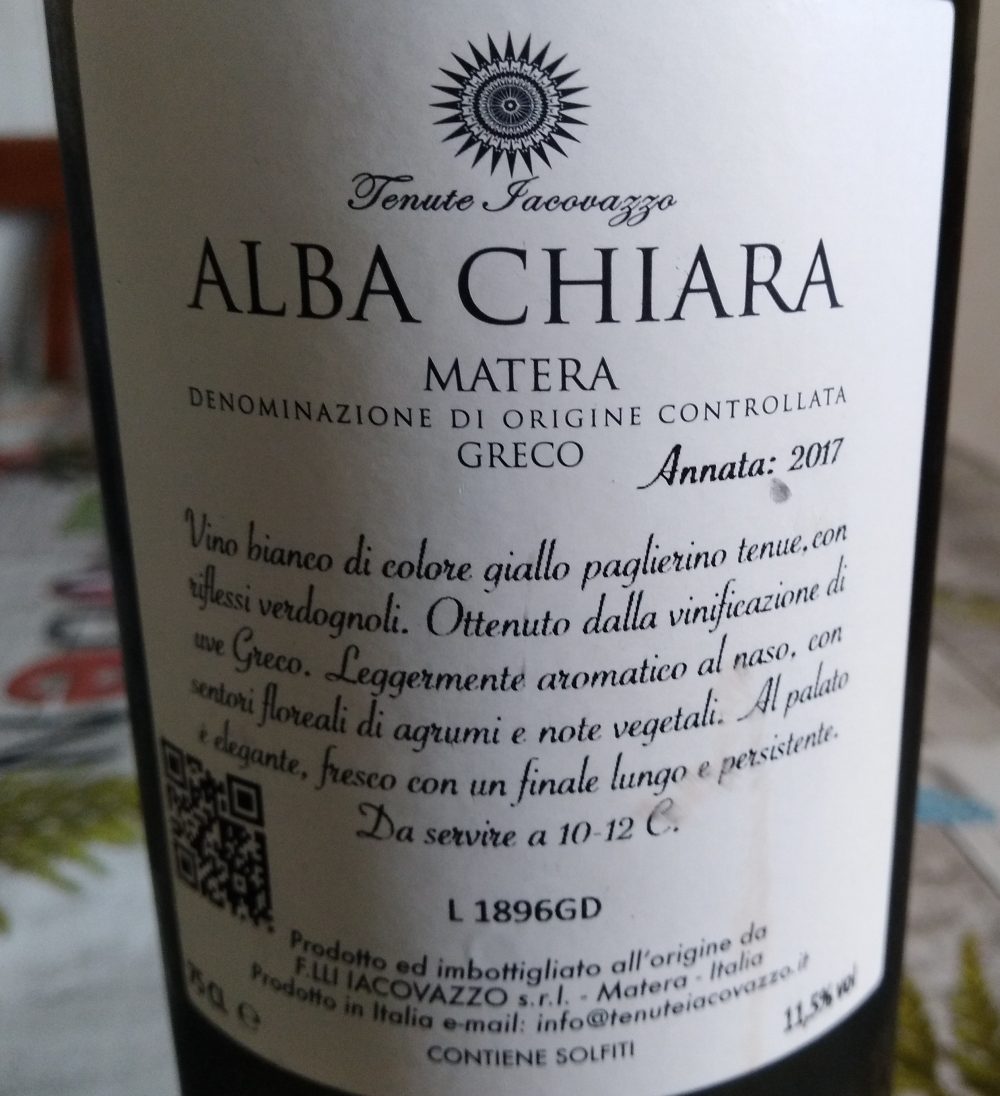 Tenute Iacovazzo
ALBA CHIARA
MATERA
DENOMINAZIONE DI ORIGINE CONTROLLATA
GRECO
Annata: 2017
Vino bianco di colore giallo paglierino tenue, con
riflessi verdognoli. Ottenuto dalla vinificazione di
uve Greco. Leggermente aromatico al naso, con
sentori floreali di agrumi e note vegetali. Al palato
è elegante, fresco con un finale lungo e persistente.
Da servire a 10-12 C.
L 1896GD
Prodotto ed imbottigliato all'origine da
F.LLI IACOVAZZO s.r.l. - Matera - Italia
Prodotto in Italia e-mail: info@tenuteiacovazzo.it
75 CL e
11,5% vol
CONTIENE SOLFITI